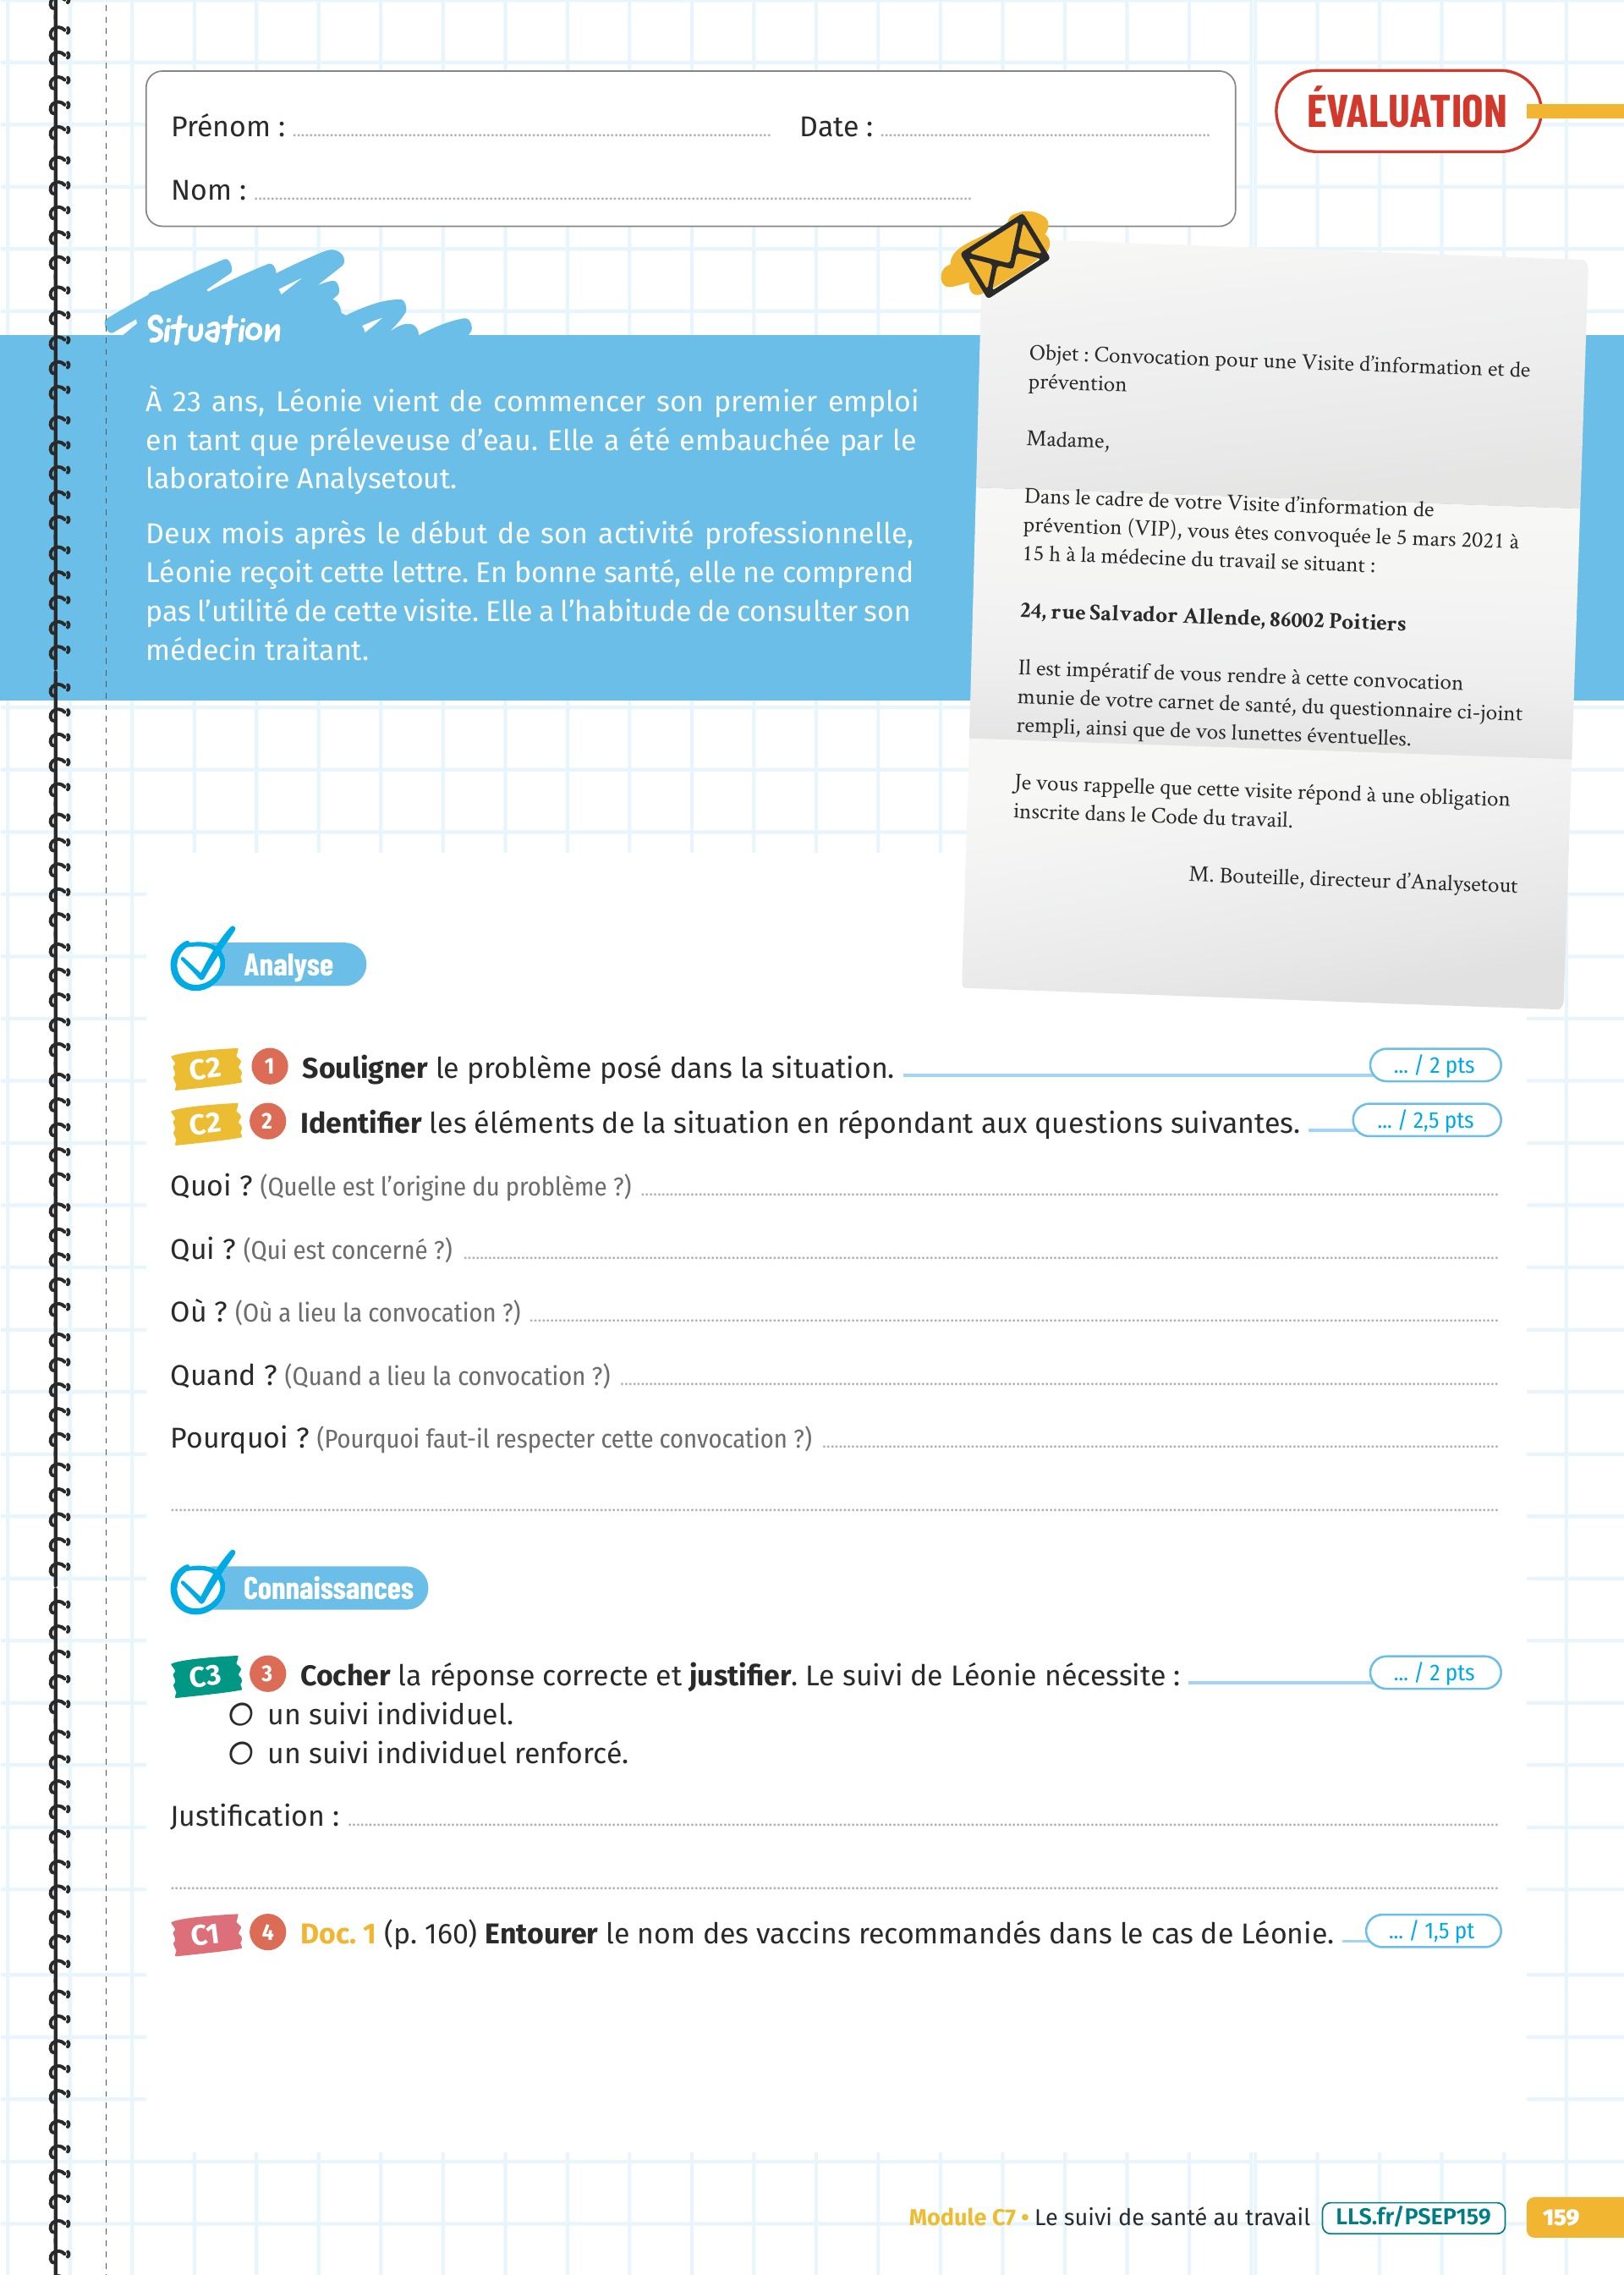 Prénom :
Date :
ÉVALUATION
Nom :
Situation
À 23 ans, Léonie vient de commencer son premier emploi
en tant que préleveuse d'eau. Elle a été embauchée par le
laboratoire Analysetout.
Deux mois après le début de son activité professionnelle,
Léonie reçoit cette lettre. En bonne santé, elle ne comprend
pas l'utilité de cette visite. Elle a l'habitude de consulter son
médecin traitant.
Objet : Convocation pour une Visite d'information et de
prévention
Madame,
Dans le cadre de votre Visite d'information de
prévention (VIP), vous êtes convoquée le 5 mars 2021 à
15 h à la médecine du travail se situant :
24, rue Salvador Allende, 86002 Poitiers
Il est impératif de vous rendre à cette convocation
munie de votre carnet de santé, du questionnaire ci-joint
rempli, ainsi que de vos lunettes éventuelles.
Je vous rappelle que cette visite répond à une obligation
inscrite dans le Code du travail.
M. Bouteille, directeur d'Analysetout
Analyse
C2 1 Souligner le problème posé dans la situation. ... / 2 pts
C2 2 Identifier les éléments de la situation en répondant aux questions suivantes. ... / 2,5 pts
Quoi ? (Quelle est l'origine du problème ?)
Qui ? (Qui est concerné ?)
Où ? (Où a lieu la convocation ?)
Quand ? (Quand a lieu la convocation ?)
Pourquoi ? (Pourquoi faut-il respecter cette convocation ?)
Connaissances
C3 3 Cocher la réponse correcte et justifier. Le suivi de Léonie nécessite : ... / 2 pts
un suivi individuel.
un suivi individuel renforcé.
Justification :
C1 4 Doc. 1 (p. 160) Entourer le nom des vaccins recommandés dans le cas de Léonie. ... / 1,5 pt
Module C7 • Le suivi de santé au travail LLS.fr/PSEP159 159